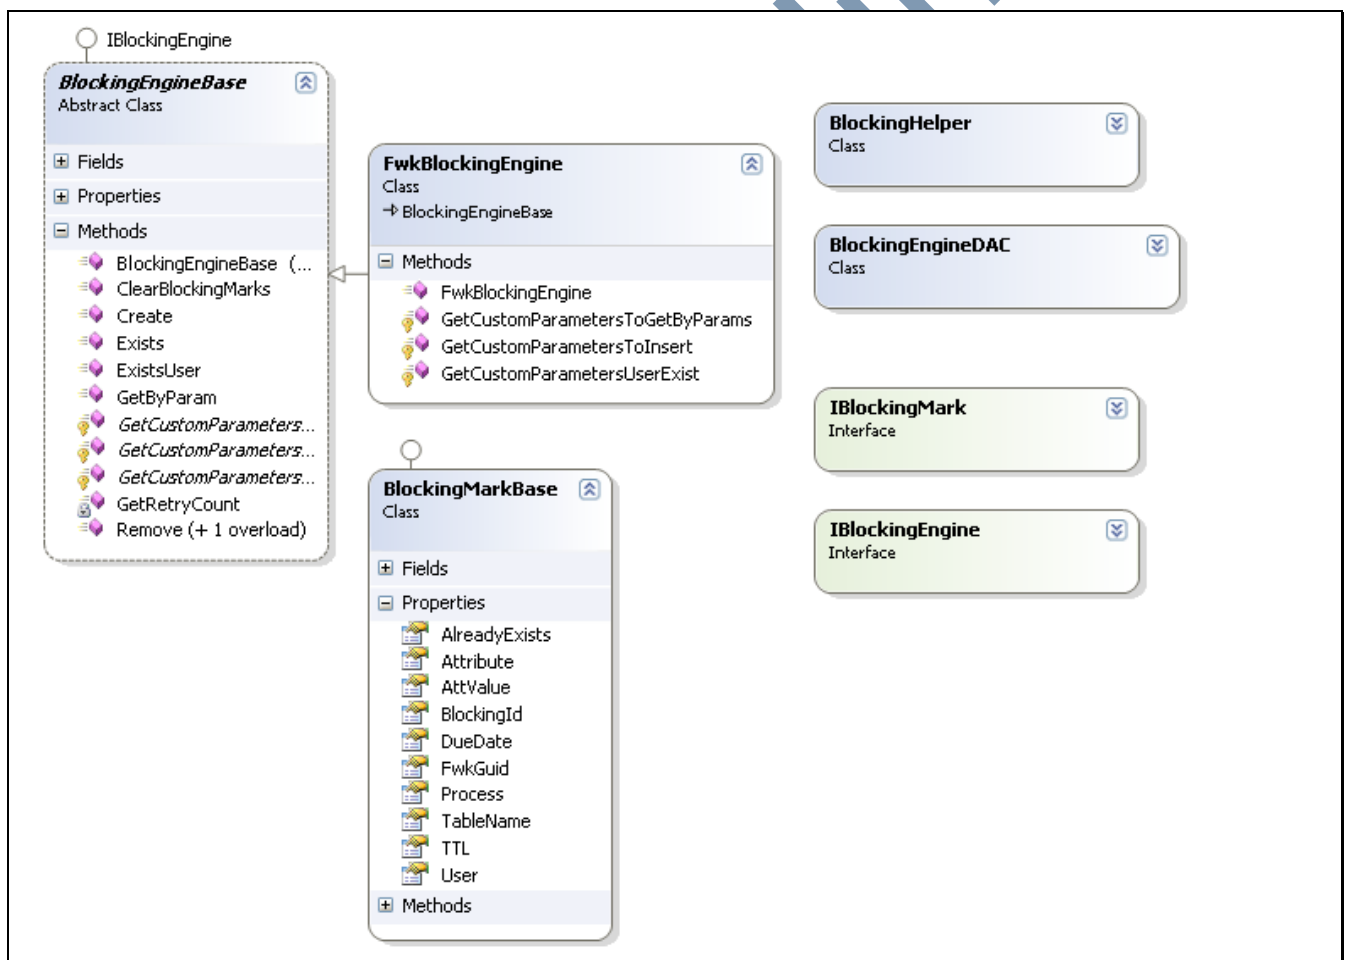 IBlockingEngine
BlockingEngineBase
Abstract Class
Fields
Properties
Methods
BlockingEngineBase (...
ClearBlockingMarks
Create
Exists
ExistsUser
GetByParam
GetCustomParameters...
GetCustomParameters...
GetCustomParameters...
GetRetryCount
Remove (+ 1 overload)
FwkBlockingEngine
Class
BlockingEngineBase
Methods
FwkBlockingEngine
GetCustomParametersToGetByParams
GetCustomParametersToInsert
GetCustomParametersUserExist
BlockingMarkBase
Class
Fields
Properties
AlreadyExists
Attribute
AttValue
BlockingId
DueDate
FwkGuid
Process
TableName
TTL
User
Methods
BlockingHelper
Class
BlockingEngineDAC
Class
IBlockingMark
Interface
IBlockingEngine
Interface